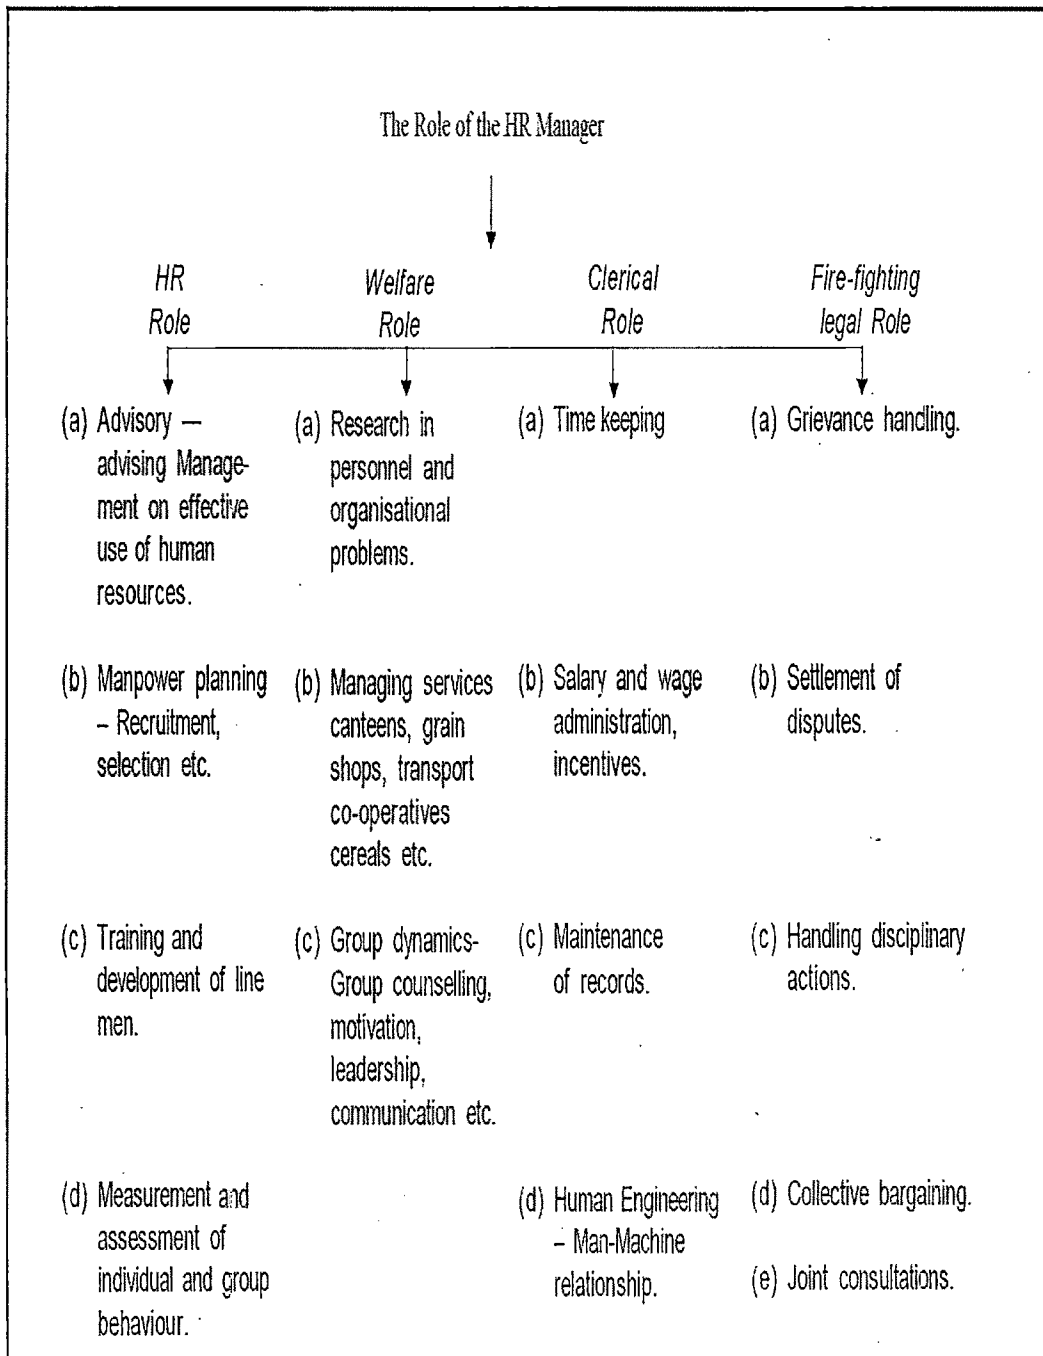 The Role of the HR Manager
HR
Role
Welfare
Role
Clerical
Role
Fire-fighting
legal Role
(a) Advisory —
advising Manage-
ment on effective
use of human
resources.
(a) Research in
personnel and
organisational
problems.
(a) Time keeping
(a) Grievance handling.
(b) Manpower planning
– Recruitment,
selection etc.
(b) Managing services
canteens, grain
shops, transport
co-operatives
cereals etc.
(b) Salary and wage
administration,
incentives.
(b) Settlement of
disputes.
(c) Training and
development of line
men.
(c) Group dynamics-
Group counselling,
motivation,
leadership,
communication etc.
(c) Maintenance
of records.
(c) Handling disciplinary
actions.
(d) Measurement and
assessment of
individual and group
behaviour.
(d) Human Engineering
– Man-Machine
relationship.
(d) Collective bargaining.
(e) Joint consultations.